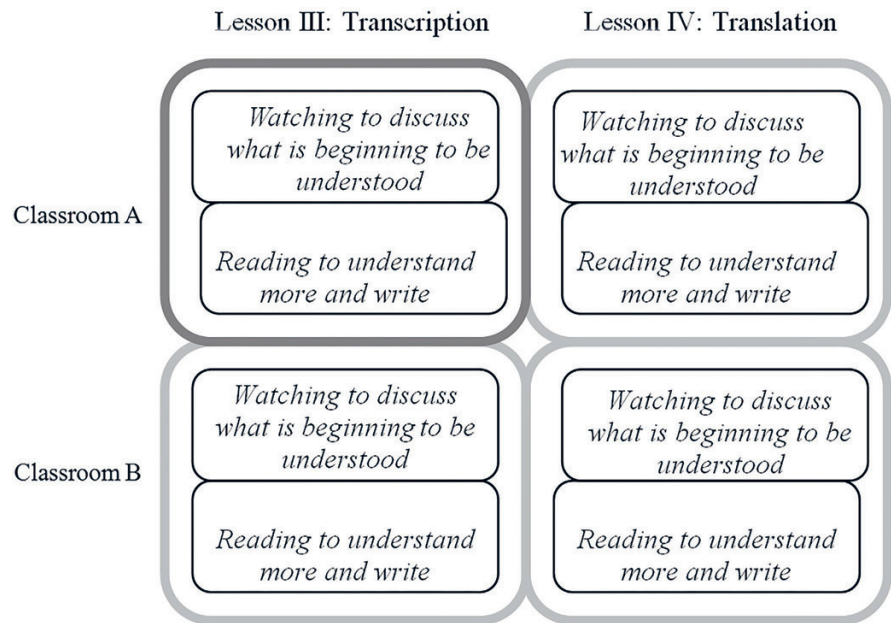 Lesson III: Transcription
Lesson IV: Translation
Classroom A
Watching to discuss
what is beginning to be
understood
Reading to understand
more and write
Watching to discuss
what is beginning to be
understood
Reading to understand
more and write
Classroom B
Watching to discuss
what is beginning to be
understood
Reading to understand
more and write
Watching to discuss
what is beginning to be
understood
Reading to understand
more and write